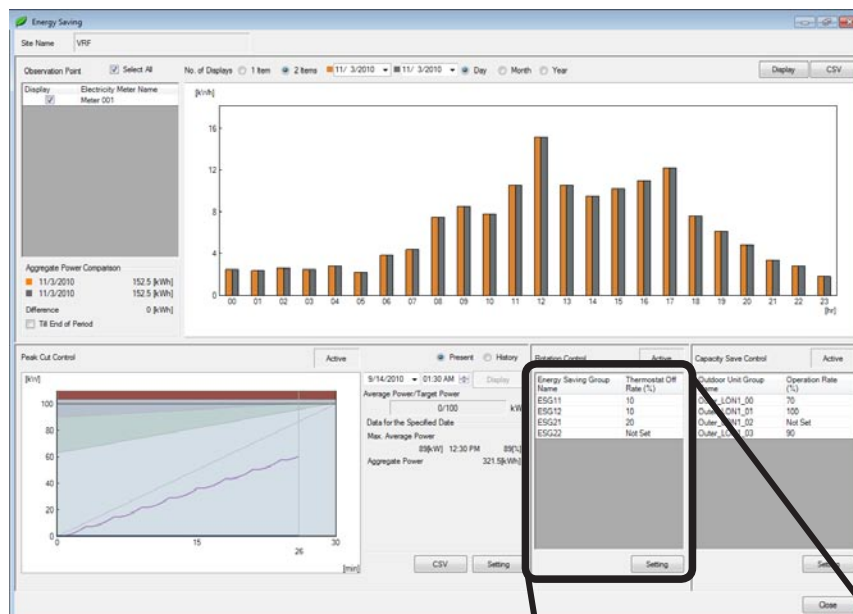 Energy Saving
Site Name VRF
Observation Point Select All No. of Displays 1 Item 2 Items 11/ 3/2010 11/ 3/2010 Day Month Year Display CSV
Display Electricity Meter Name
Meter 001
[kWh]
16
12
8
4
0
00 01 02 03 04 05 06 07 08 09 10 11 12 13 14 15 16 17 18 19 20 21 22 23
[hr]
Aggregate Power Comparison
11/3/2010 152.5 [kWh]
11/3/2010 152.5 [kWh]
Difference 0 [kWh]
Till End of Period
Peak Cut Control Active Present History
[kW]
100
80
60
40
20
0
0 15 26 30
[min]
9/14/2010 01:30 AM Display
Average Power/Target Power
0/100 kW
Data for the Specified Date
Max. Average Power
89[kW] 12:30 PM 89[%]
Aggregate Power 321.5[kWh]
CSV Setting
Rotation Control Active
Energy Saving Group Name Thermostat Off Rate (%)
ESG11 10
ESG12 10
ESG21 20
ESG22 Not Set
Setting
Capacity Save Control Active
Outdoor Unit Group Name Operation Rate (%)
Outer_LON1_00 70
Outer_LON1_01 100
Outer_LON1_02 Not Set
Outer_LON1_03 90
Setting
Close